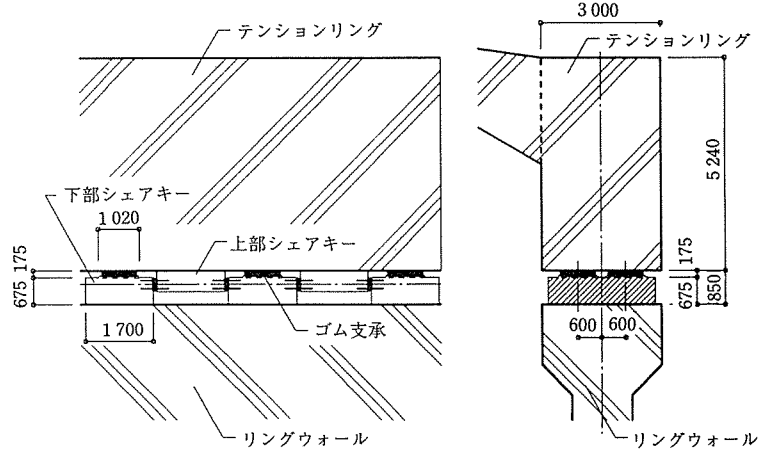 テンションリング
下部シェアキー
1 020
上部シェアキー
175
675
1 700
ゴム支承
リングウォール
3 000
テンションリング
5 240
175
675
850
600
600
リングウォール